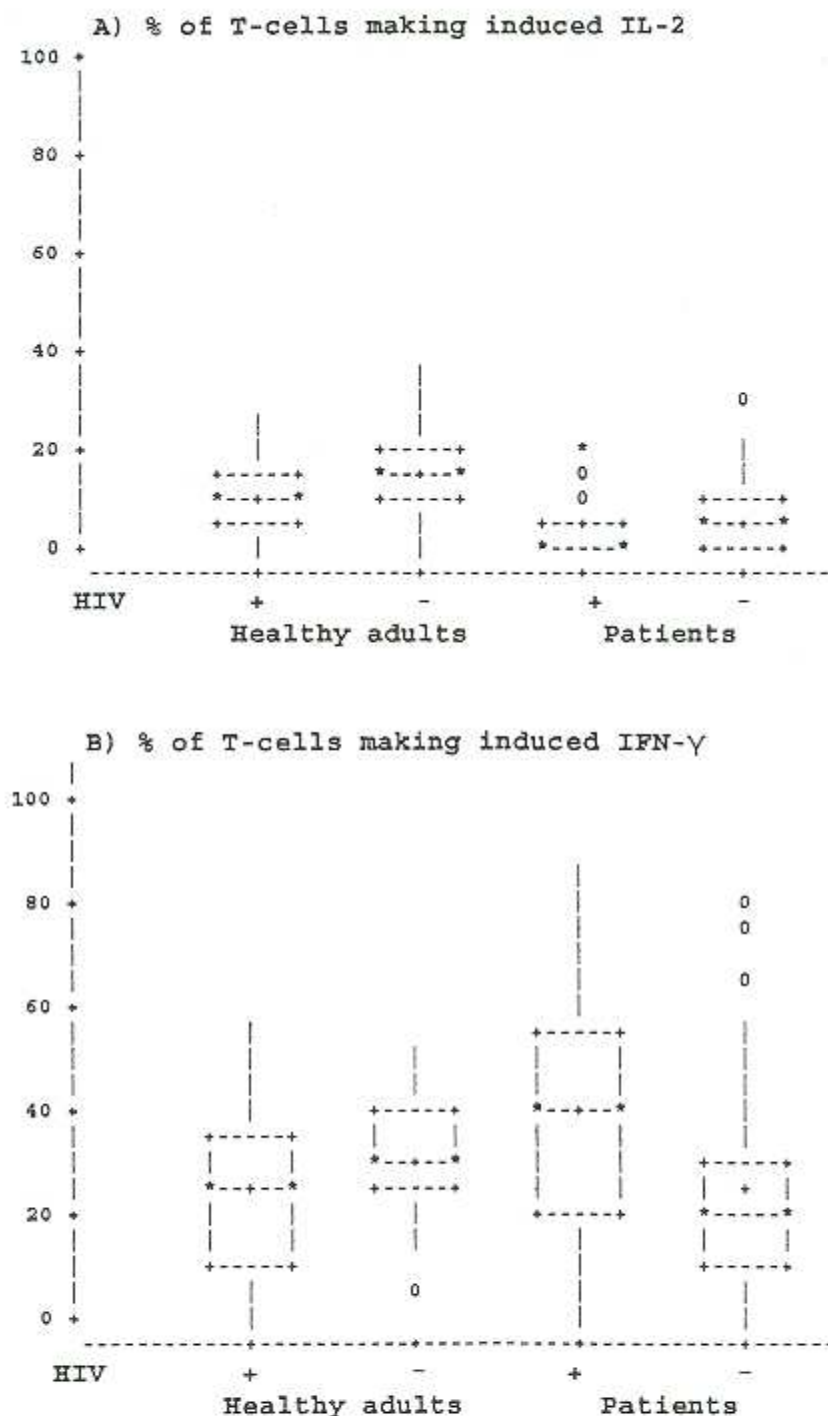 A) % of T-cells making induced IL-2
100
80
60
40
20
0
HIV + - + -
Healthy adults Patients
B) % of T-cells making induced IFN-γ
100
80
60
40
20
0
HIV + - + -
Healthy adults Patients